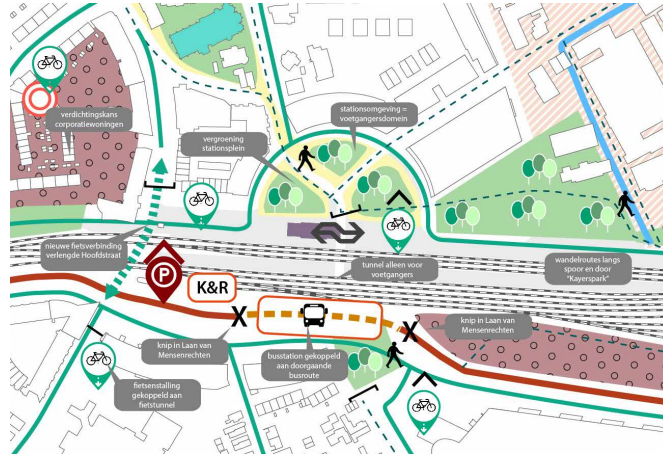 stationsomgeving =
voetgangersdomein
verdichtingskans
corporatiewoningen
vergroening
stationsplein
nieuwe fietsverbinding
verlengde Hoofdstraat
tunnel alleen voor
voetgangers
wandelroutes langs
spoor en door
"Kayerspark"
P
K&R
X
X
knip in Laan van
Mensenrechten
knip in Laan van
Mensenrechten
busstation gekoppeld
aan doorgaande
busroute
fietsenstalling
gekoppeld aan
fietstunnel